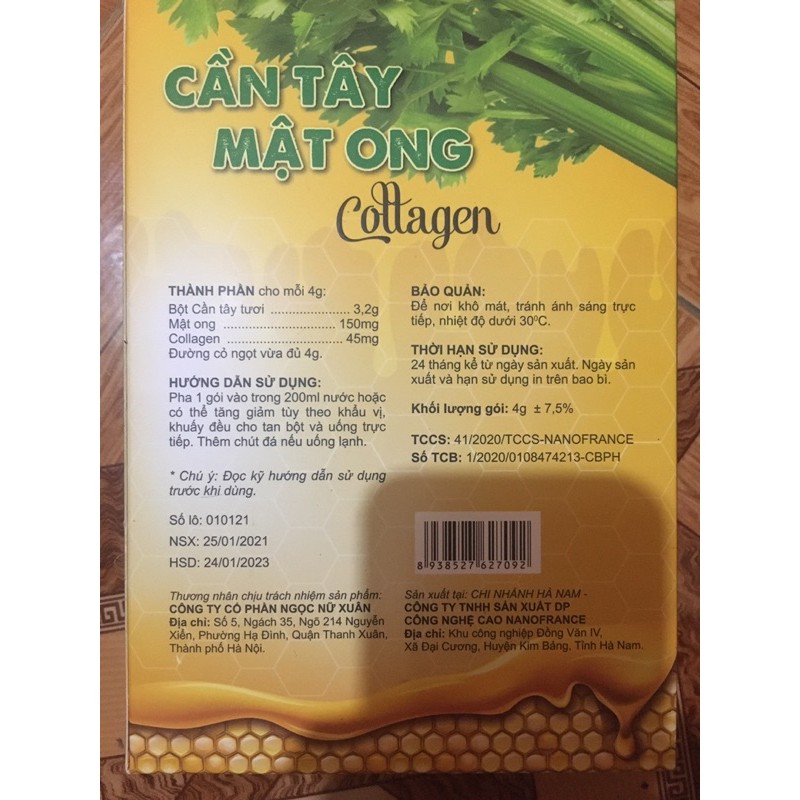 CẦN TÂY
MẬT ONG
Collagen
THÀNH PHẦN cho mỗi 4g:
Bột Cần tây tươi ...................... 3,2g
Mật ong ............................... 150mg
Collagen ................................ 45mg
Đường cỏ ngọt vừa đủ 4g.
HƯỚNG DẪN SỬ DỤNG:
Pha 1 gói vào trong 200ml nước hoặc
có thể tăng giảm tùy theo khẩu vị,
khuấy đều cho tan bột và uống trực
tiếp. Thêm chút đá nếu uống lạnh.
* Chú ý: Đọc kỹ hướng dẫn sử dụng
trước khi dùng.
Số lô: 010121
NSX: 25/01/2021
HSD: 24/01/2023
Thương nhân chịu trách nhiệm sản phẩm:
CÔNG TY CỔ PHẦN NGỌC NỮ XUÂN
Địa chỉ: Số 5, Ngách 35, Ngõ 214 Nguyễn
Xiển, Phường Hạ Đình, Quận Thanh Xuân,
Thành phố Hà Nội.
BẢO QUẢN:
Để nơi khô mát, tránh ánh sáng trực
tiếp, nhiệt độ dưới 30⁰C.
THỜI HẠN SỬ DỤNG:
24 tháng kể từ ngày sản xuất. Ngày sản
xuất và hạn sử dụng in trên bao bì.
Khối lượng gói: 4g ± 7,5%
TCCS: 41/2020/TCCS-NANOFRANCE
Số TCB: 1/2020/0108474213-CBPH
8 938527 627092
Sản xuất tại: CHI NHÁNH HÀ NAM -
CÔNG TY TNHH SẢN XUẤT DP
CÔNG NGHỆ CAO NANOFRANCE
Địa chỉ: Khu công nghiệp Đồng Văn IV,
Xã Đại Cương, Huyện Kim Bảng, Tỉnh Hà Nam.